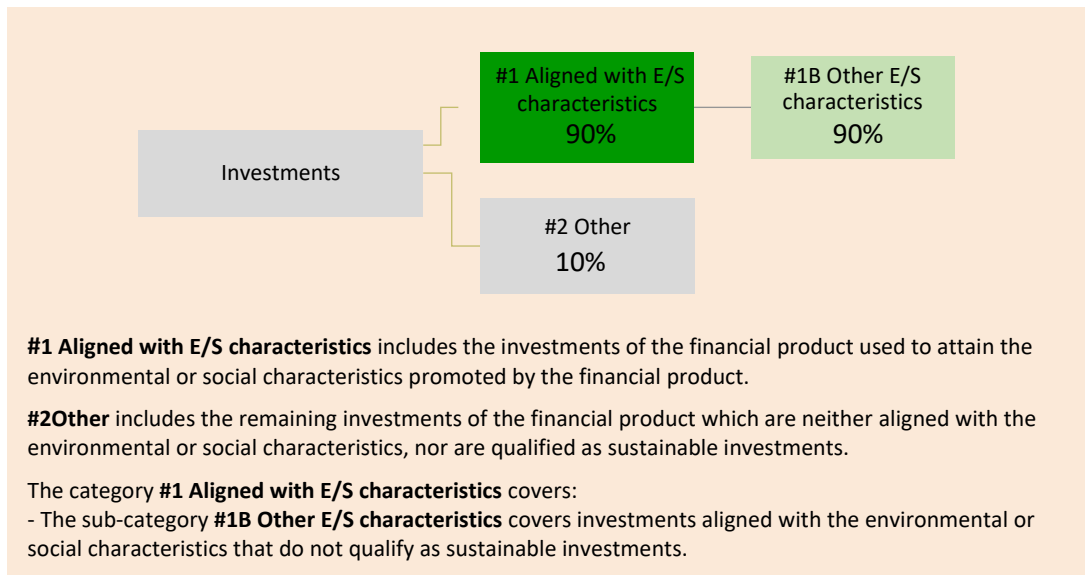 #1 Aligned with E/S
characteristics
90%
#1B Other E/S
characteristics
90%
Investments
#2 Other
10%
#1 Aligned with E/S characteristics includes the investments of the financial product used to attain the
environmental or social characteristics promoted by the financial product.
#2Other includes the remaining investments of the financial product which are neither aligned with the
environmental or social characteristics, nor are qualified as sustainable investments.
The category #1 Aligned with E/S characteristics covers:
- The sub-category #1B Other E/S characteristics covers investments aligned with the environmental or
social characteristics that do not qualify as sustainable investments.